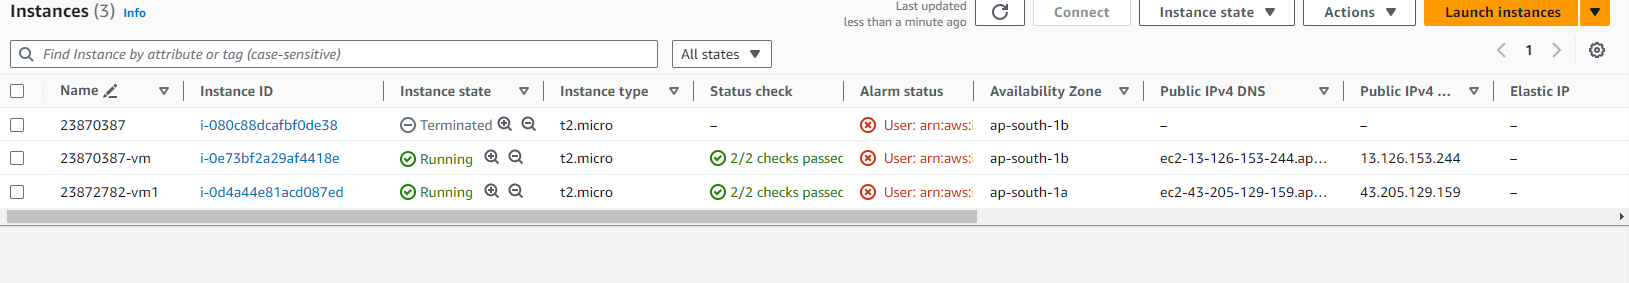 Instances (3) Info
Last updated
less than a minute ago
Connect
Instance state
Actions
Launch instances
Find Instance by attribute or tag (case-sensitive)
All states
1
Name Instance ID Instance state Instance type Status check Alarm status Availability Zone Public IPv4 DNS Public IPv4 ... Elastic IP
23870387 i-080c88dcafbf0de38 Terminated t2.micro – User: arn:aws:i ap-south-1b – – –
23870387-vm i-0e73bf2a29af4418e Running t2.micro 2/2 checks passec User: arn:aws:i ap-south-1b ec2-13-126-153-244.ap... 13.126.153.244 –
23872782-vm1 i-0d4a44e81acd087ed Running t2.micro 2/2 checks passec User: arn:aws:i ap-south-1a ec2-43-205-129-159.ap... 43.205.129.159 –